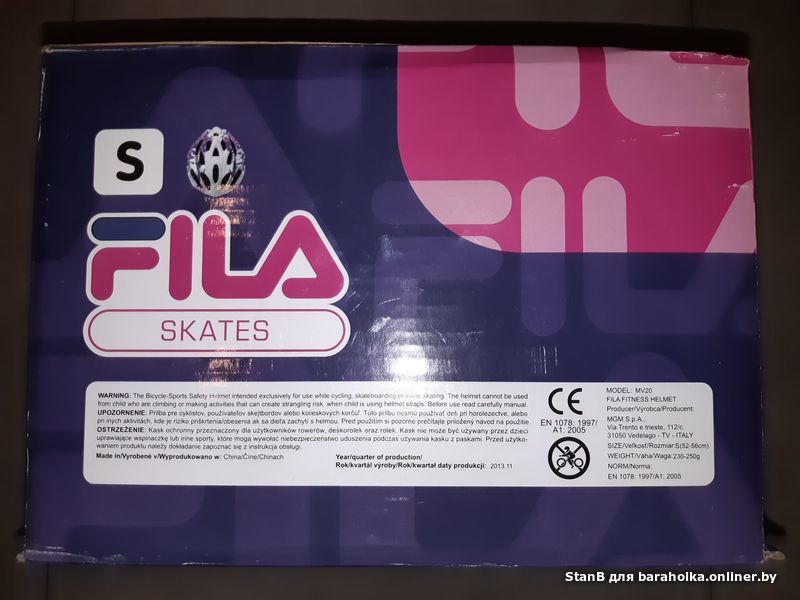 S
FILA
SKATES
WARNING: The Bicycle-Sports Safety Helmet intended exclusively for use while cycling, skateboarding or inline skating. The helmet cannot be used
from child who are climbing or making activities that can create strangling risk, when child is using helmet straps. Before use read carefully manual.
UPOZORNENIE: Prilba pre cyklistov, používateľov skejtbordov alebo kolieskových korčuľ. Túto prilbu nesmú používať deti pri horolezectve, alebo
pri iných aktivitách, kde je riziko priškrtenia/obesenia ak sa dieťa zachytí s helmou. Pred použitím si pozorne prečítajte priložený návod na použitie
OSTRZEŻENIE: Kask ochronny przeznaczony dla użytkowników rowerów, deskorolek oraz rolek. Kask nie może być używany przez dzieci
uprawiające wspinaczkę lub inne sporty, które mogą wywołać niebezpieczeństwo uduszenia podczas używania kasku z paskami. Przed użytko-
waniem produktu należy zapoznać się z instrukcją obsługi.
Made in/Vyrobené v/Wyprodukowano w: China/Číne/Chinach
Year/quarter of production/
Rok/kvartál výroby/Rok/kwartał daty produkcji: 2013.11
CE
EN 1078: 1997/
A1: 2005
MODEL: MV20
FILA FITNESS HELMET
Producer/Výrobca/Producent:
MGM S.p.A.,
Via Trento e trieste, 112/c
31050 Vedelago - TV - ITALY
SIZE/Veľkosť/Rozmiar:S(52-56cm)
WEIGHT/Váha/Waga:230-250g
NORM/Norma:
EN 1078: 1997/A1: 2005
StanB для baraholka.onliner.by